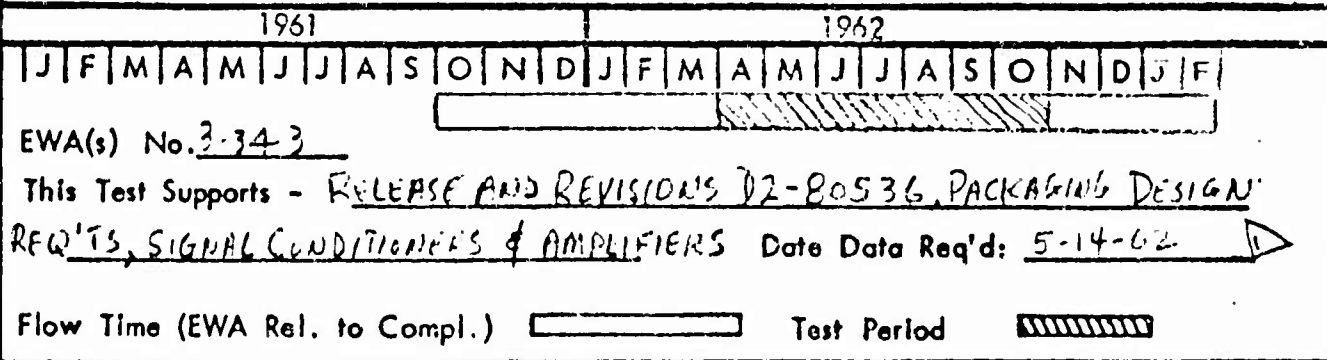 1961 1962
J F M A M J J A S O N D J F M A M J J A S O N D J F
EWA(s) No. 3-343
This Test Supports - RELEASE AND REVISIONS D2-80536, PACKAGING DESIGN
REQ'TS, SIGNAL CONDITIONERS & AMPLIFIERS Date Data Req'd: 5-14-62 1
Flow Time (EWA Rel. to Compl.) Test Period